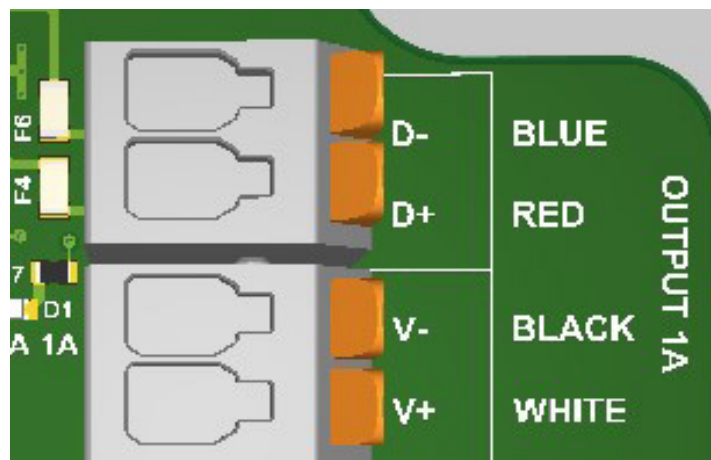 F6
D- BLUE
F4
D+ RED
OUTPUT 1A
7
D1
V- BLACK
A 1A
V+ WHITE